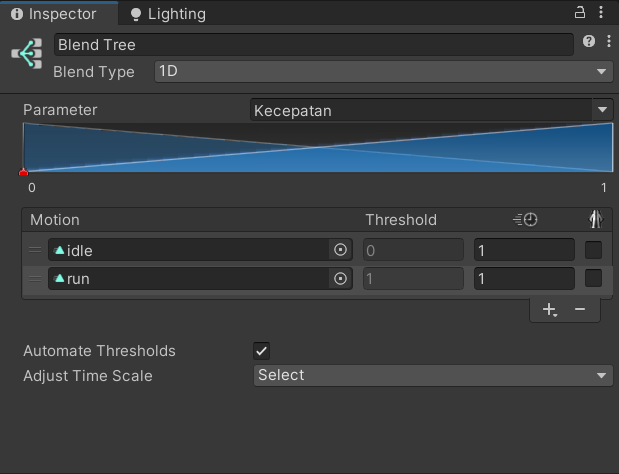 Inspector Lighting
Blend Tree
Blend Type 1D
Parameter Kecepatan
0 1
Motion Threshold
idle 0 1
run 1 1
Automate Thresholds
Adjust Time Scale Select